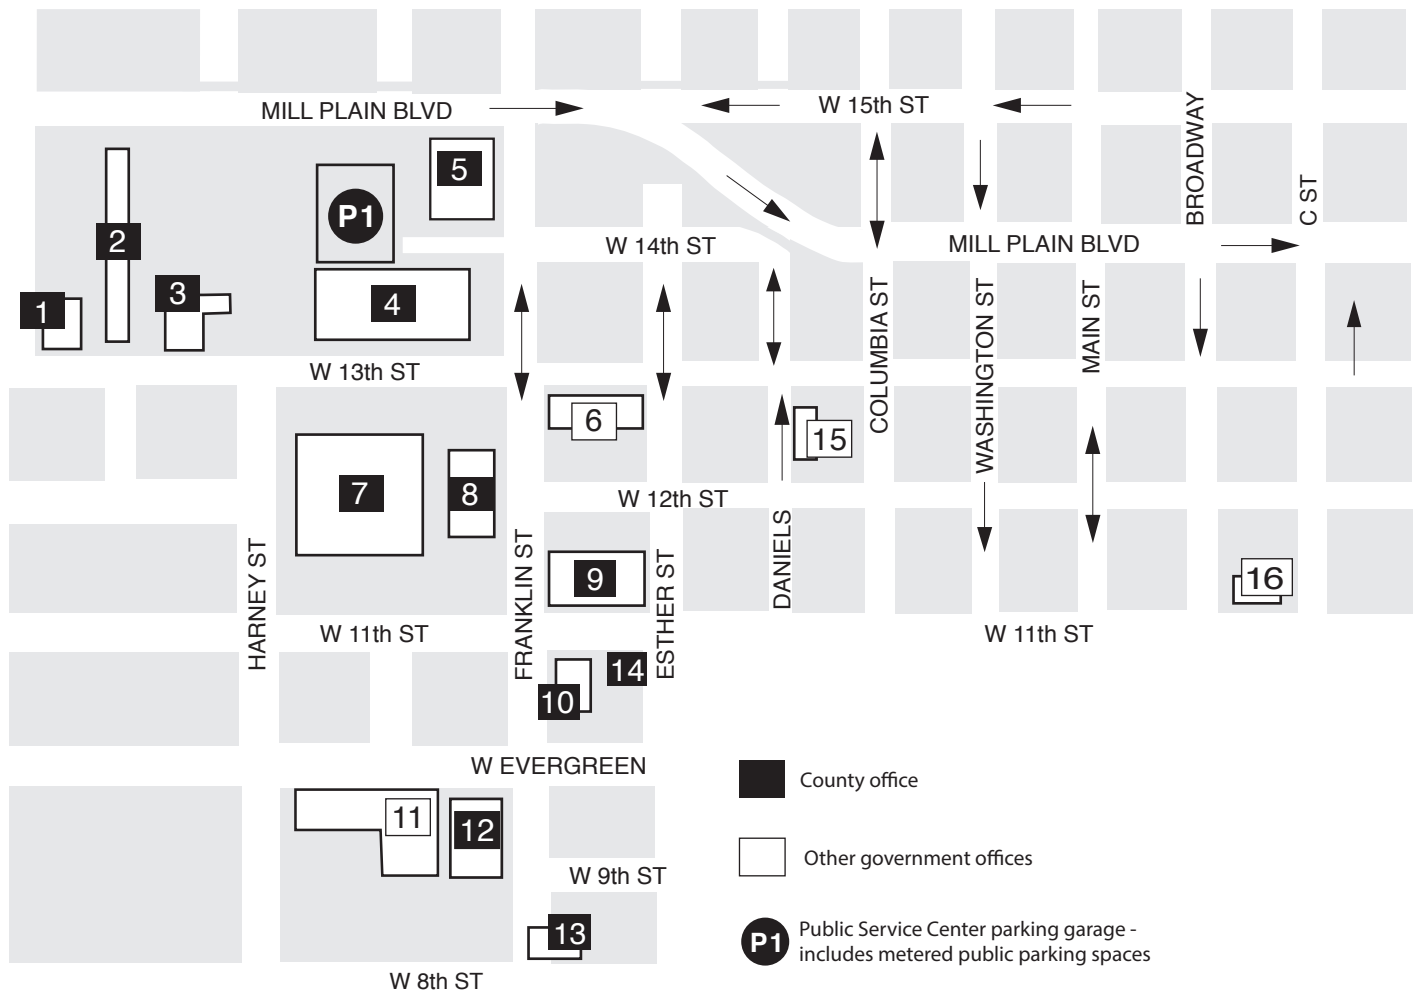 MILL PLAIN BLVD
W 15th ST
BROADWAY
C ST
5
P1
2
W 14th ST
MILL PLAIN BLVD
3
1
4
COLUMBIA ST
WASHINGTON ST
MAIN ST
W 13th ST
6
15
7
8
W 12th ST
DANIELS
HARNEY ST
FRANKLIN ST
9
ESTHER ST
16
W 11th ST
W 11th ST
14
10
W EVERGREEN
County office
11
12
Other government offices
W 9th ST
13
P1
Public Service Center parking garage -
includes metered public parking spaces
W 8th ST